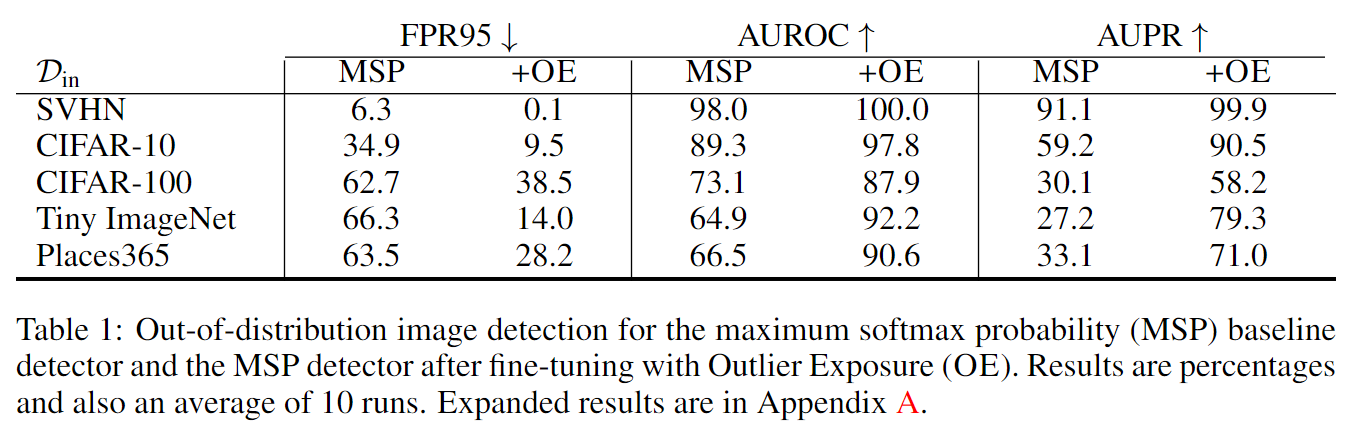 FPR95 ↓ AUROC ↑ AUPR ↑
𝒟in MSP +OE MSP +OE MSP +OE
SVHN 6.3 0.1 98.0 100.0 91.1 99.9
CIFAR-10 34.9 9.5 89.3 97.8 59.2 90.5
CIFAR-100 62.7 38.5 73.1 87.9 30.1 58.2
Tiny ImageNet 66.3 14.0 64.9 92.2 27.2 79.3
Places365 63.5 28.2 66.5 90.6 33.1 71.0
Table 1: Out-of-distribution image detection for the maximum softmax probability (MSP) baseline
detector and the MSP detector after fine-tuning with Outlier Exposure (OE). Results are percentages
and also an average of 10 runs. Expanded results are in Appendix A.